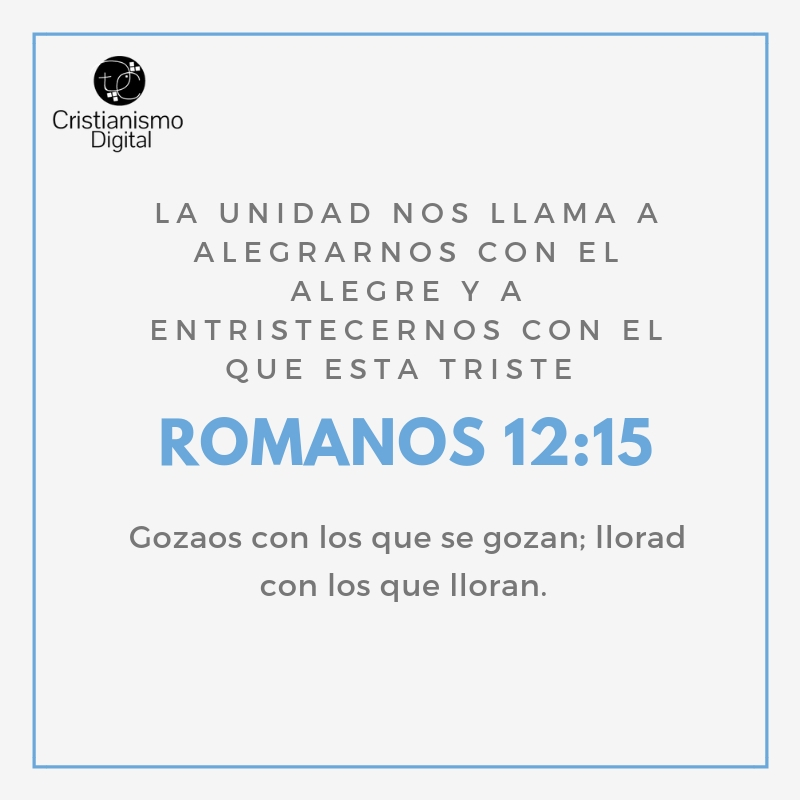 Cristianismo
Digital
LA UNIDAD NOS LLAMA A
ALEGRARNOS CON EL
ALEGRE Y A
ENTRISTECERNOS CON EL
QUE ESTA TRISTE
ROMANOS 12:15
Gozaos con los que se gozan; llorad
con los que lloran.